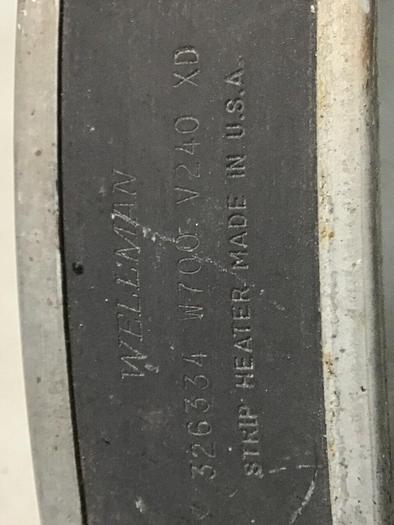 WELLMAN
326334 W700 V240 XD
STRIP HEATER MADE IN U.S.A.